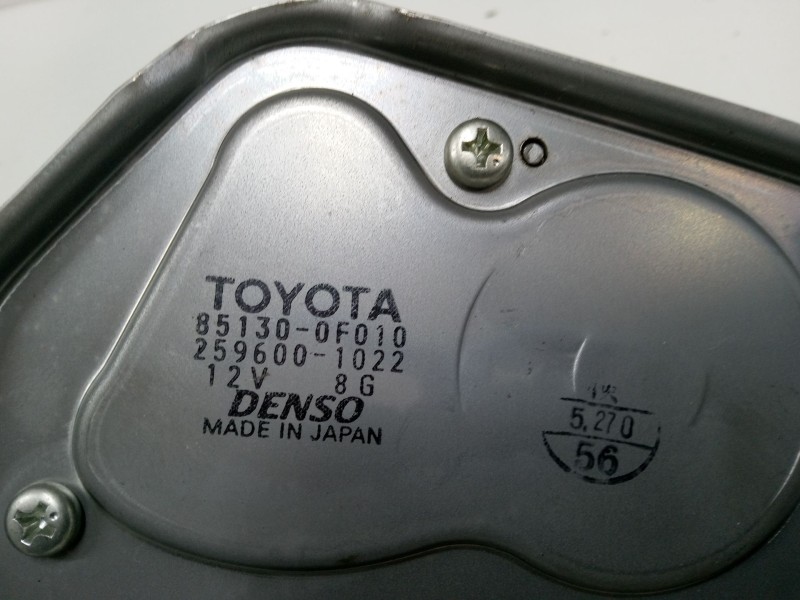 TOYOTA
85130-0F010
259600-1022
12V 8G
DENSO
MADE IN JAPAN
5.270
56